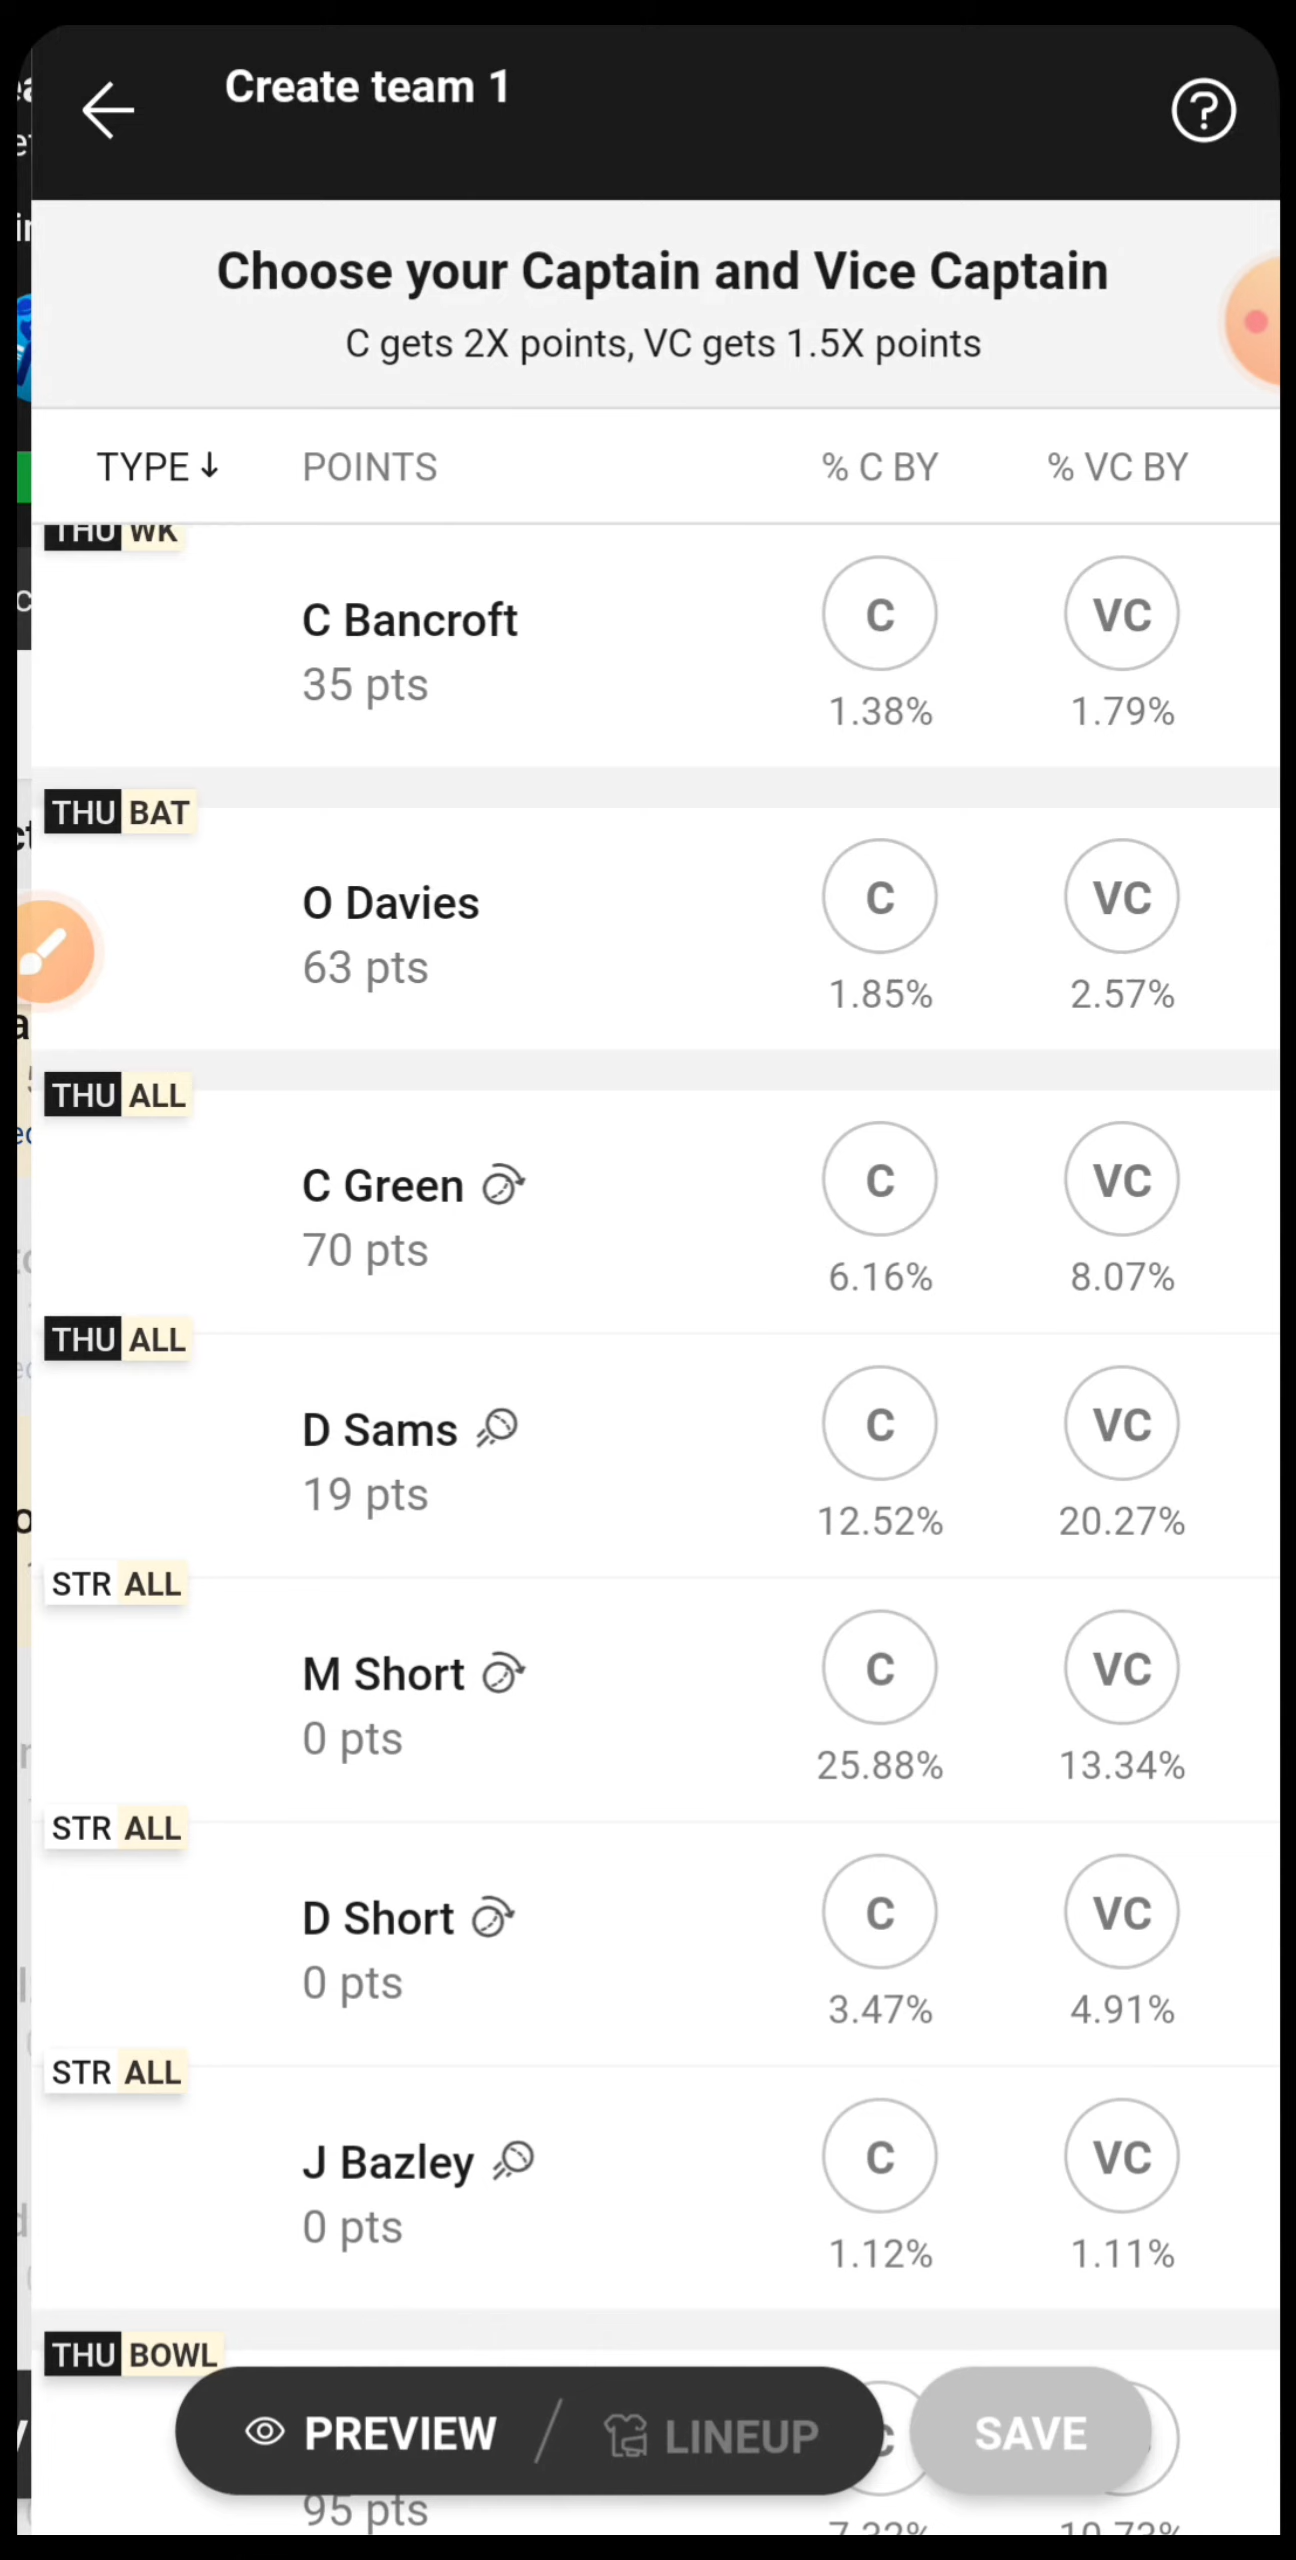 Create team 1
Choose your Captain and Vice Captain
C gets 2X points, VC gets 1.5X points
TYPE↓ POINTS % C BY % VC BY
THU WK
C Bancroft C VC
35 pts 1.38% 1.79%
THU BAT
O Davies C VC
63 pts 1.85% 2.57%
THU ALL
C Green C VC
70 pts 6.16% 8.07%
THU ALL
D Sams C VC
19 pts 12.52% 20.27%
STR ALL
M Short C VC
0 pts 25.88% 13.34%
STR ALL
D Short C VC
0 pts 3.47% 4.91%
STR ALL
J Bazley C VC
0 pts 1.12% 1.11%
THU BOWL
PREVIEW / LINEUP SAVE
95 pts